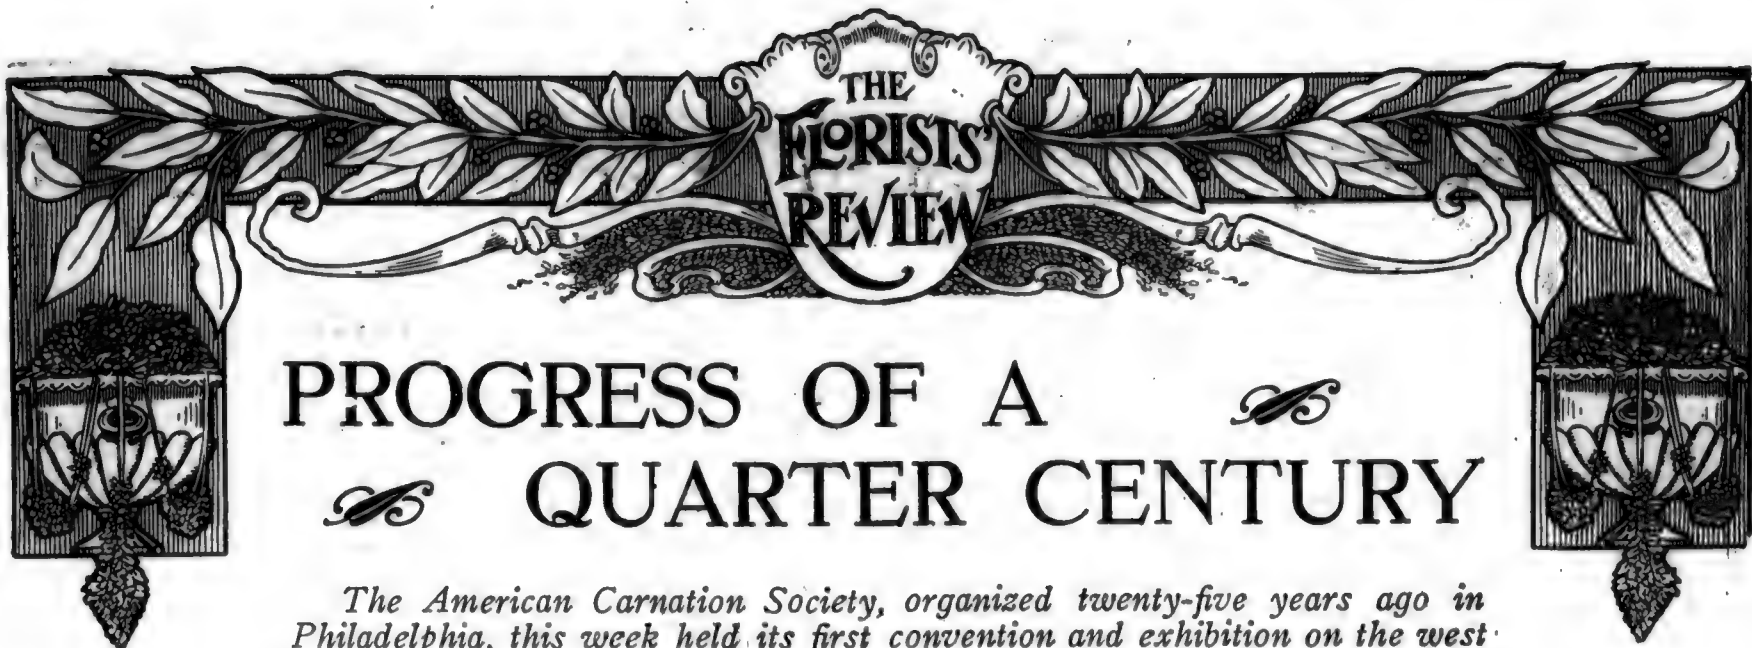 THE
FLORISTS'
REVIEW
PROGRESS OF A
QUARTER CENTURY
The American Carnation Society, organized twenty-five years ago in
Philadelphia, this week held its first convention and exhibition on the west